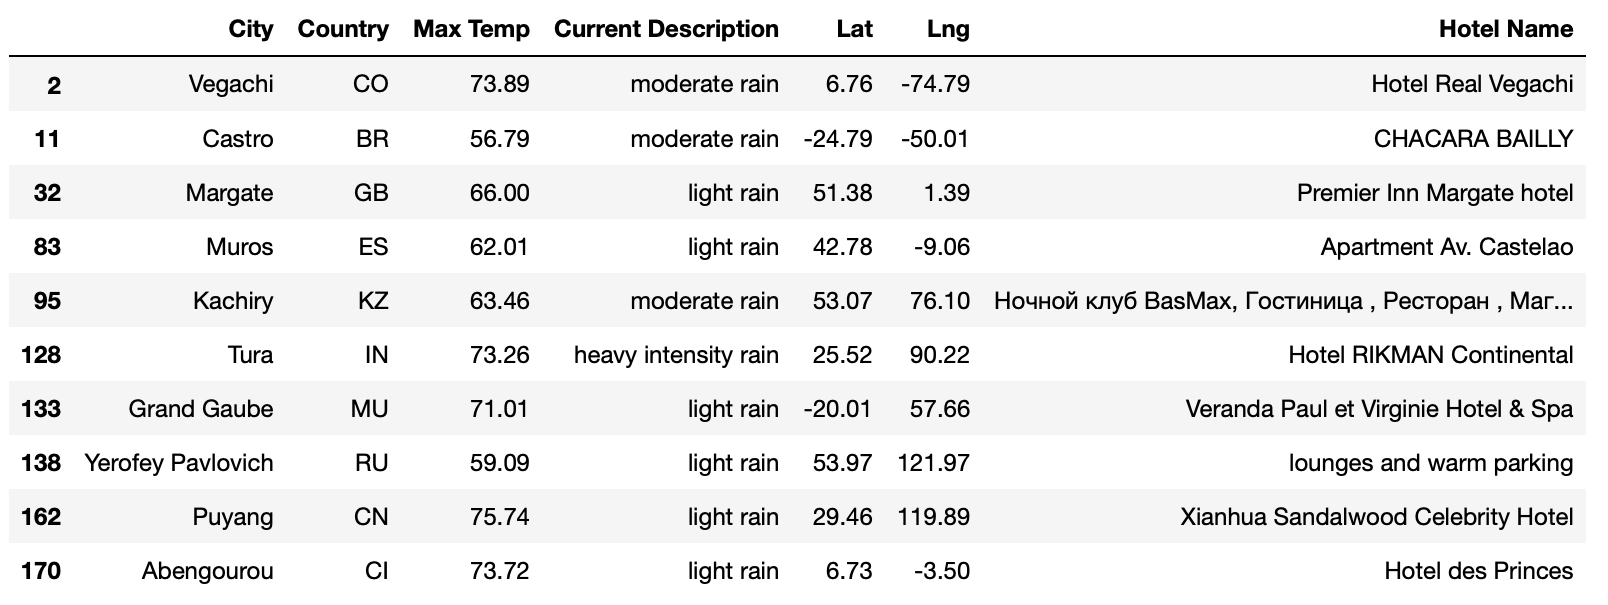 City Country Max Temp Current Description Lat Lng Hotel Name
2 Vegachi CO 73.89 moderate rain 6.76 -74.79 Hotel Real Vegachi
11 Castro BR 56.79 moderate rain -24.79 -50.01 CHACARA BAILLY
32 Margate GB 66.00 light rain 51.38 1.39 Premier Inn Margate hotel
83 Muros ES 62.01 light rain 42.78 -9.06 Apartment Av. Castelao
95 Kachiry KZ 63.46 moderate rain 53.07 76.10 Ночной клуб BasMax, Гостиница , Ресторан , Маг...
128 Tura IN 73.26 heavy intensity rain 25.52 90.22 Hotel RIKMAN Continental
133 Grand Gaube MU 71.01 light rain -20.01 57.66 Veranda Paul et Virginie Hotel & Spa
138 Yerofey Pavlovich RU 59.09 light rain 53.97 121.97 lounges and warm parking
162 Puyang CN 75.74 light rain 29.46 119.89 Xianhua Sandalwood Celebrity Hotel
170 Abengourou CI 73.72 light rain 6.73 -3.50 Hotel des Princes